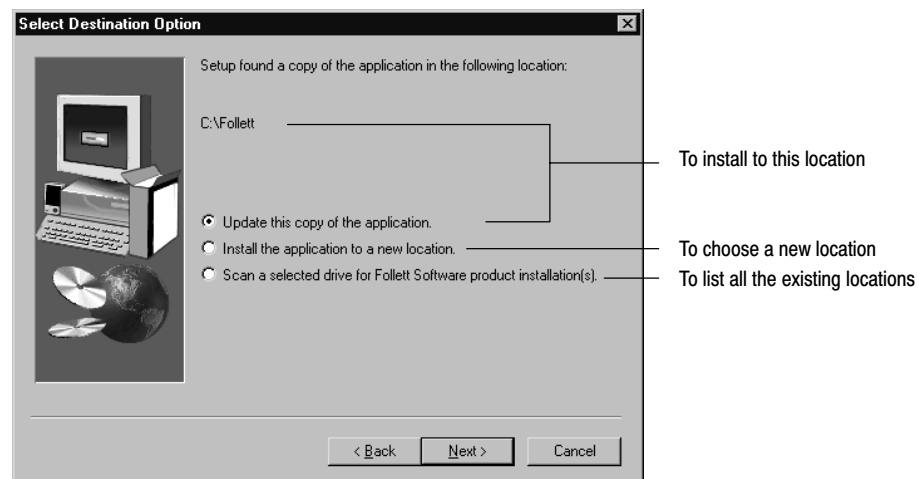 Select Destination Option
Setup found a copy of the application in the following location:
C:\Follett
To install to this location
Update this copy of the application.
Install the application to a new location.
To choose a new location
Scan a selected drive for Follett Software product installation(s).
To list all the existing locations
< Back
Next >
Cancel